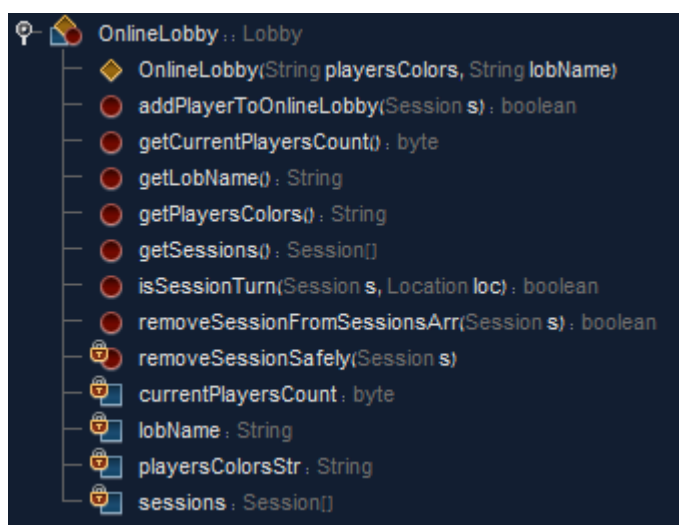 OnlineLobby :: Lobby
OnlineLobby(String playersColors, String lobName)
addPlayerToOnlineLobby(Session s) : boolean
getCurrentPlayersCount() : byte
getLobName() : String
getPlayersColors() : String
getSessions() : Session[]
isSessionTurn(Session s, Location loc) : boolean
removeSessionFromSessionsArr(Session s) : boolean
removeSessionSafely(Session s)
currentPlayersCount : byte
lobName : String
playersColorsStr : String
sessions : Session[]